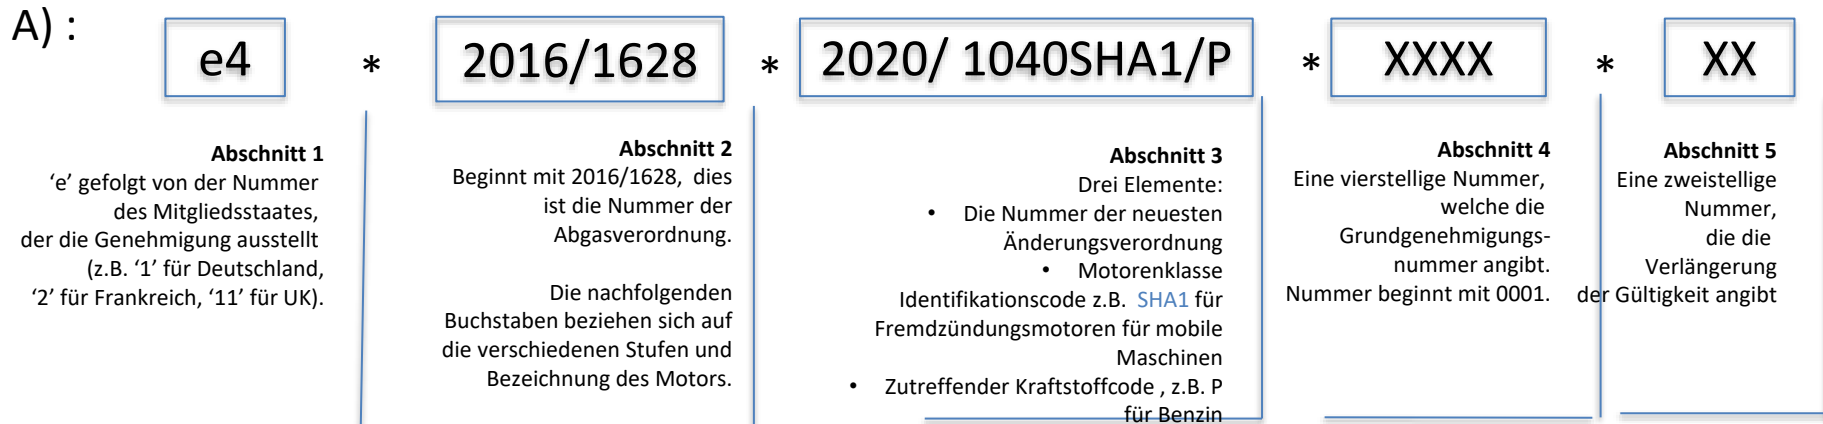 A) :
e4 * 2016/1628 * 2020/ 1040SHA1/P * XXXX * XX
Abschnitt 1
‘e’ gefolgt von der Nummer
des Mitgliedsstaates,
der die Genehmigung ausstellt
(z.B. ‘1’ für Deutschland,
‘2’ für Frankreich, ‘11’ für UK).
Abschnitt 2
Beginnt mit 2016/1628, dies
ist die Nummer der
Abgasverordnung.
Die nachfolgenden
Buchstaben beziehen sich auf
die verschiedenen Stufen und
Bezeichnung des Motors.
Abschnitt 3
Drei Elemente:
• Die Nummer der neuesten
Änderungsverordnung
• Motorenklasse
Identifikationscode z.B. SHA1 für
Fremdzündungsmotoren für mobile
Maschinen
• Zutreffender Kraftstoffcode , z.B. P
für Benzin
Abschnitt 4
Eine vierstellige Nummer,
welche die
Grundgenehmigungs-
nummer angibt.
Nummer beginnt mit 0001.
Abschnitt 5
Eine zweistellige
Nummer,
die die
Verlängerung
der Gültigkeit angibt